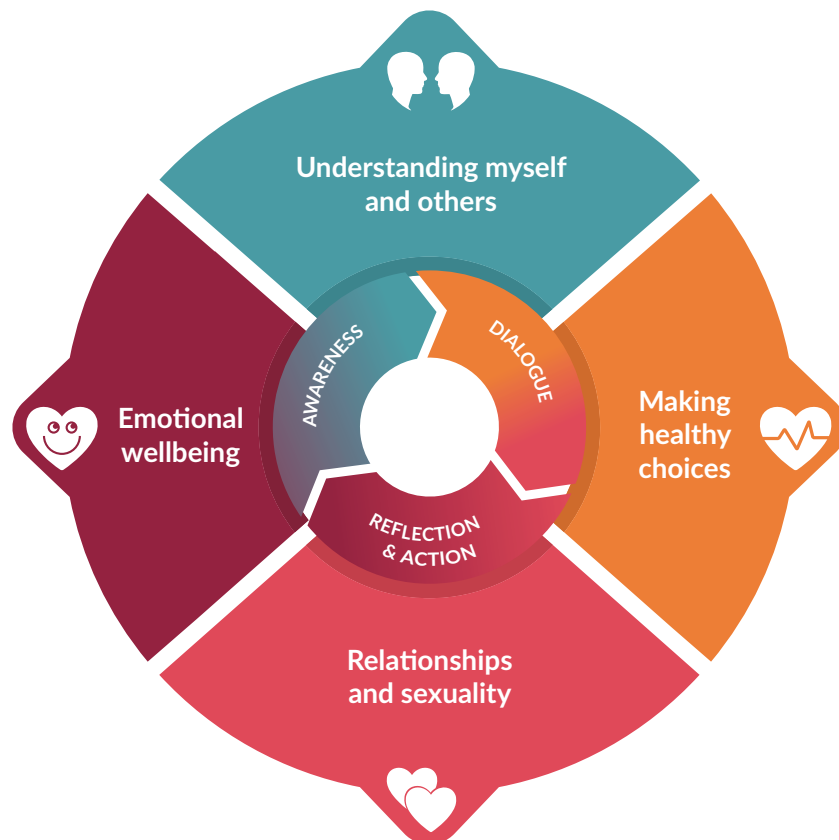 Understanding myself
and others
AWARENESS
DIALOGUE
Emotional
wellbeing
Making
healthy
choices
REFLECTION
& ACTION
Relationships
and sexuality